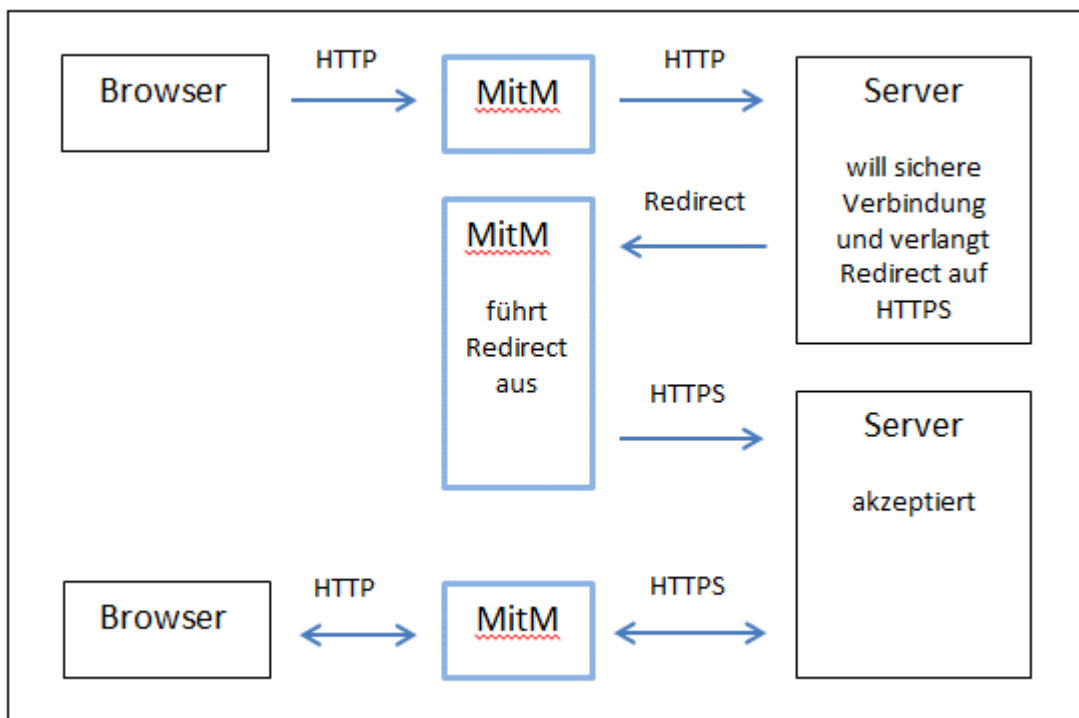 HTTP
HTTP
Browser
MitM
Server
will sichere
Verbindung
und verlangt
Redirect auf
HTTPS
Redirect
MitM
führt
Redirect
aus
HTTPS
Server
akzeptiert
HTTP
HTTPS
Browser
MitM